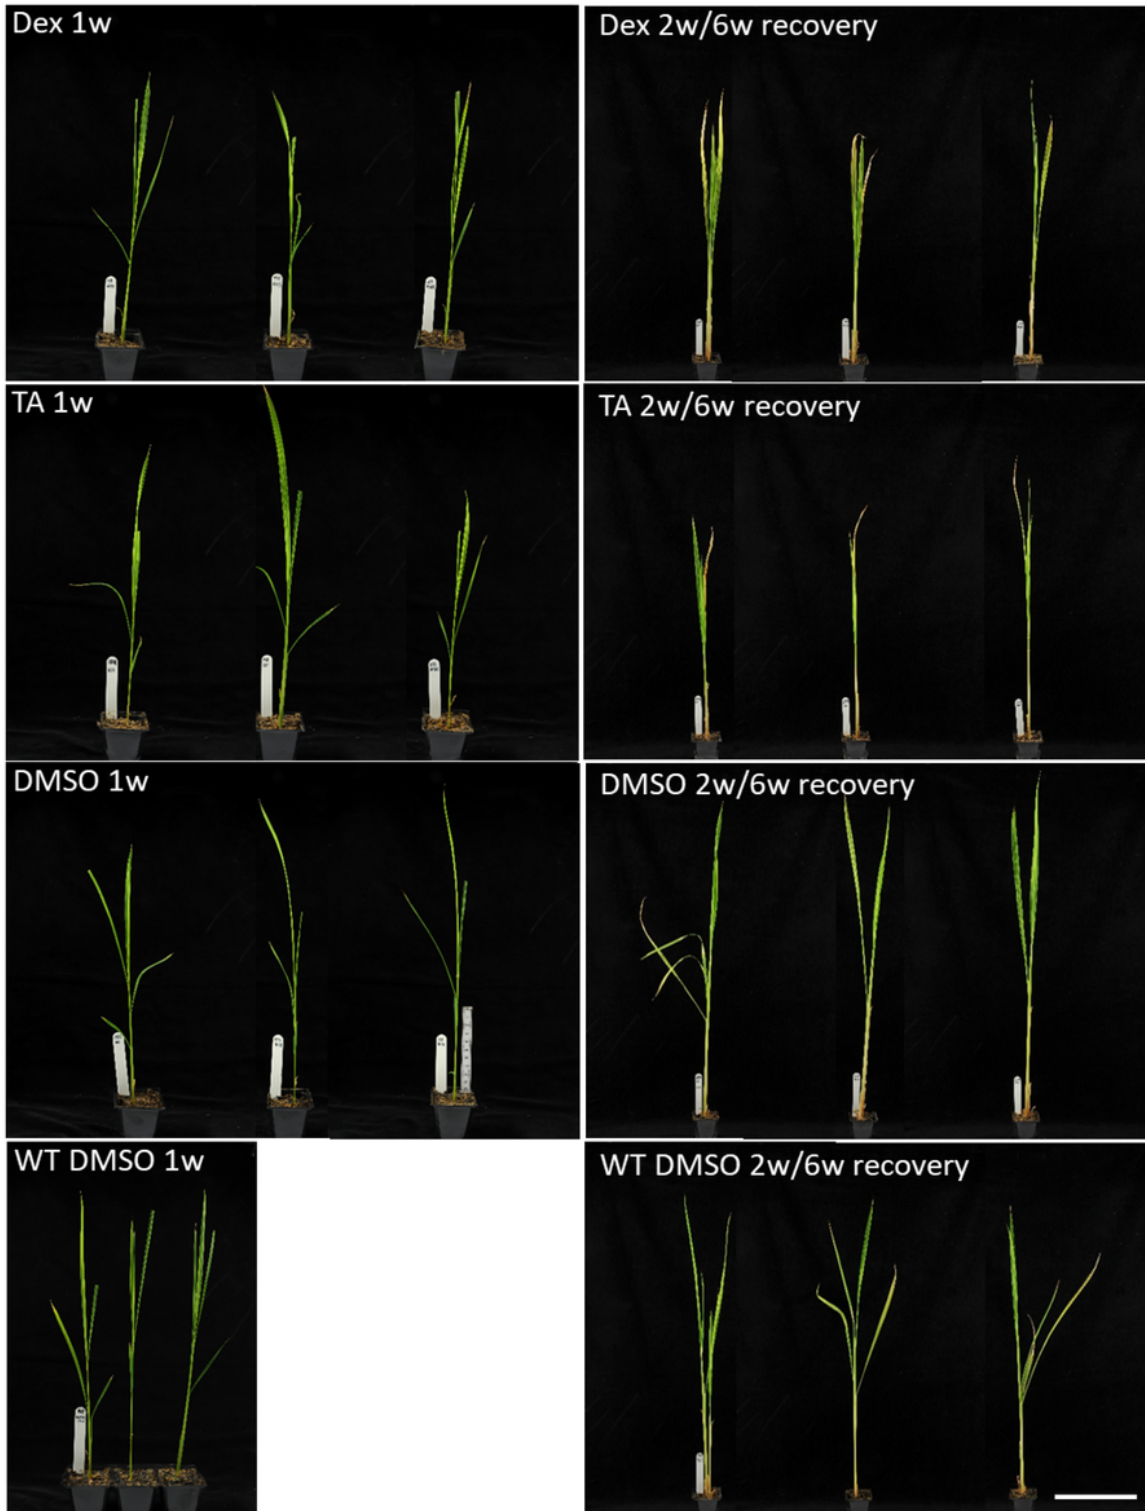 Dex 1w
Dex 2w/6w recovery
TA 1w
TA 2w/6w recovery
DMSO 1w
DMSO 2w/6w recovery
WT DMSO 1w
WT DMSO 2w/6w recovery